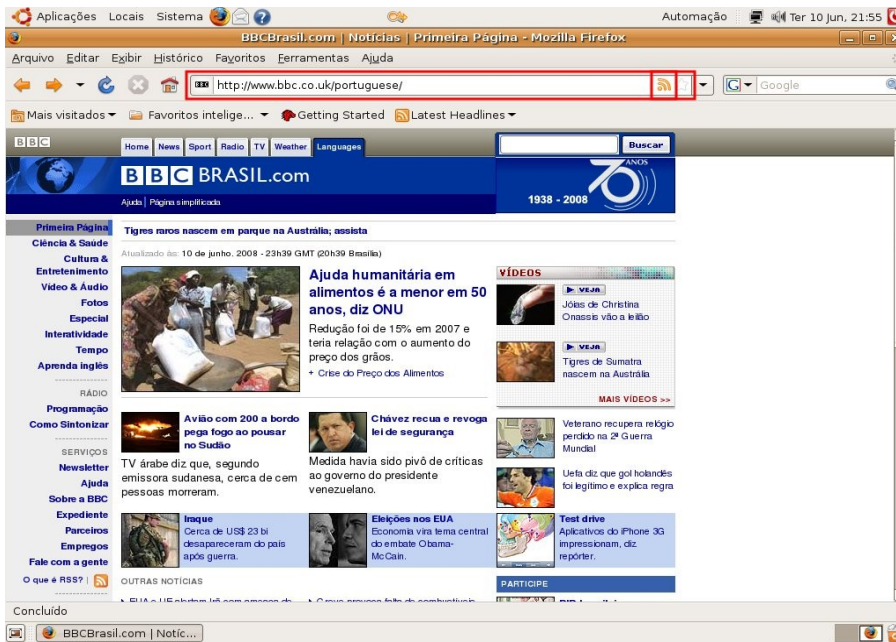 Aplicações Locais Sistema Automação Ter 10 Jun, 21:55
BBCBrasil.com | Notícias | Primeira Página - Mozilla Firefox
Arquivo Editar Exibir Histórico Favoritos Ferramentas Ajuda
BBC http://www.bbc.co.uk/portuguese/ G Google
Mais visitados Favoritos intelige... Getting Started Latest Headlines
BBC Home News Sport Radio TV Weather Languages Buscar
BBC BRASIL.com
70 ANOS
1938 - 2008
Ajuda | Página simplificada
Primeira Página
Ciência & Saúde
Cultura &
Entretenimento
Vídeo & Áudio
Fotos
Especial
Interatividade
Tempo
Aprenda inglês
RÁDIO
Programação
Como Sintonizar
SERVIÇOS
Newsletter
Ajuda
Sobre a BBC
Expediente
Parceiros
Empregos
Fale com a gente
O que é RSS? |
Tigres raros nascem em parque na Austrália; assista
Atualizado às: 10 de junho, 2008 - 23h39 GMT (20h39 Brasília)
Ajuda humanitária em
alimentos é a menor em 50
anos, diz ONU
Redução foi de 15% em 2007 e
teria relação com o aumento do
preço dos grãos.
+ Crise do Preço dos Alimentos
Avião com 200 a bordo
pega fogo ao pousar
no Sudão
TV árabe diz que, segundo
emissora sudanesa, cerca de cem
pessoas morreram.
Chávez recua e revoga
lei de segurança
Medida havia sido pivô de críticas
ao governo do presidente
venezuelano.
Iraque
Cerca de US$ 23 bi
desapareceram do país
após guerra.
Eleições nos EUA
Economia vira tema central
do embate Obama-
McCain.
OUTRAS NOTÍCIAS
VÍDEOS
VEJA
Jóias de Christina
Onassis vão a leilão
VEJA
Tigres de Sumatra
nascem na Austrália
MAIS VÍDEOS >>
Veterano recupera relógio
perdido na 2ª Guerra
Mundial
Uefa diz que gol holandês
foi legítimo e explica regra
Test drive
Aplicativos do iPhone 3G
impressionam, diz
repórter.
PARTICIPE
Concluído
BBCBrasil.com | Notíc...